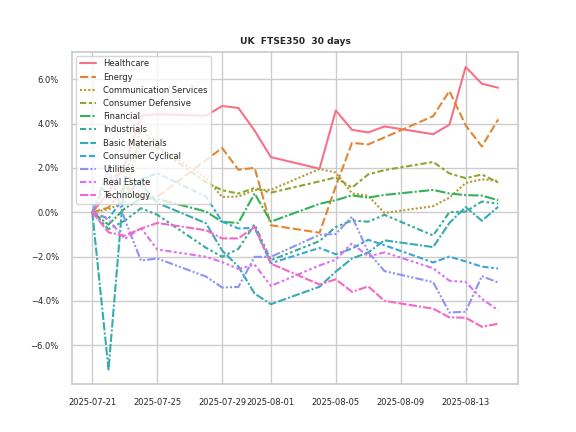 UK FTSE350 30 days
Healthcare
Energy
Communication Services
Consumer Defensive
Financial
Industrials
Basic Materials
Consumer Cyclical
Utilities
Real Estate
Technology
6.0%
4.0%
2.0%
0.0%
−2.0%
−4.0%
−6.0%
2025-07-21 2025-07-25 2025-07-29 2025-08-01 2025-08-05 2025-08-09 2025-08-13